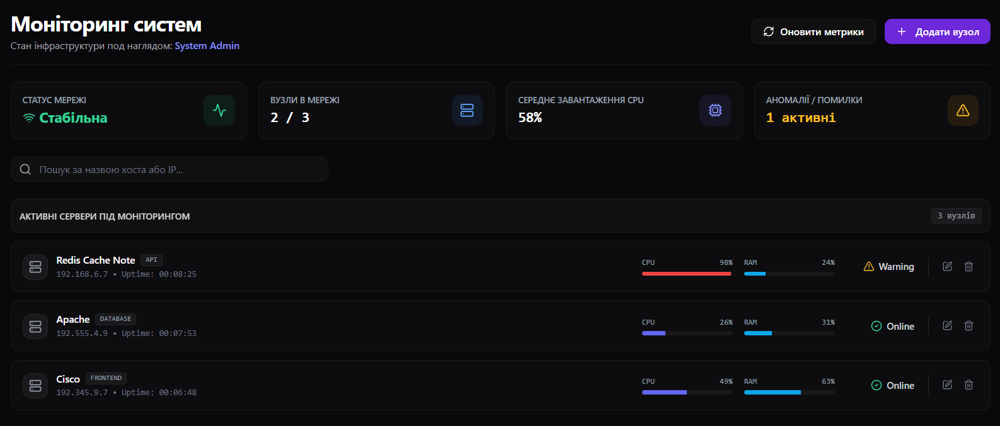 Моніторинг систем
Стан інфраструктури під наглядом: System Admin
Оновити метрики
Додати вузол
СТАТУС МЕРЕЖІ
Стабільна
ВУЗЛИ В МЕРЕЖІ
2 / 3
СЕРЕДНЄ ЗАВАНТАЖЕННЯ CPU
58%
АНОМАЛІЇ / ПОМИЛКИ
1 активні
Пошук за назвою хоста або IP...
АКТИВНІ СЕРВЕРИ ПІД МОНІТОРИНГОМ
3 вузлів
Redis Cache Note API
192.168.6.7 • Uptime: 00:08:25
CPU 98%
RAM 24%
Warning
Apache DATABASE
192.555.4.9 • Uptime: 00:07:53
CPU 26%
RAM 31%
Online
Cisco FRONTEND
192.345.9.7 • Uptime: 00:06:48
CPU 49%
RAM 63%
Online